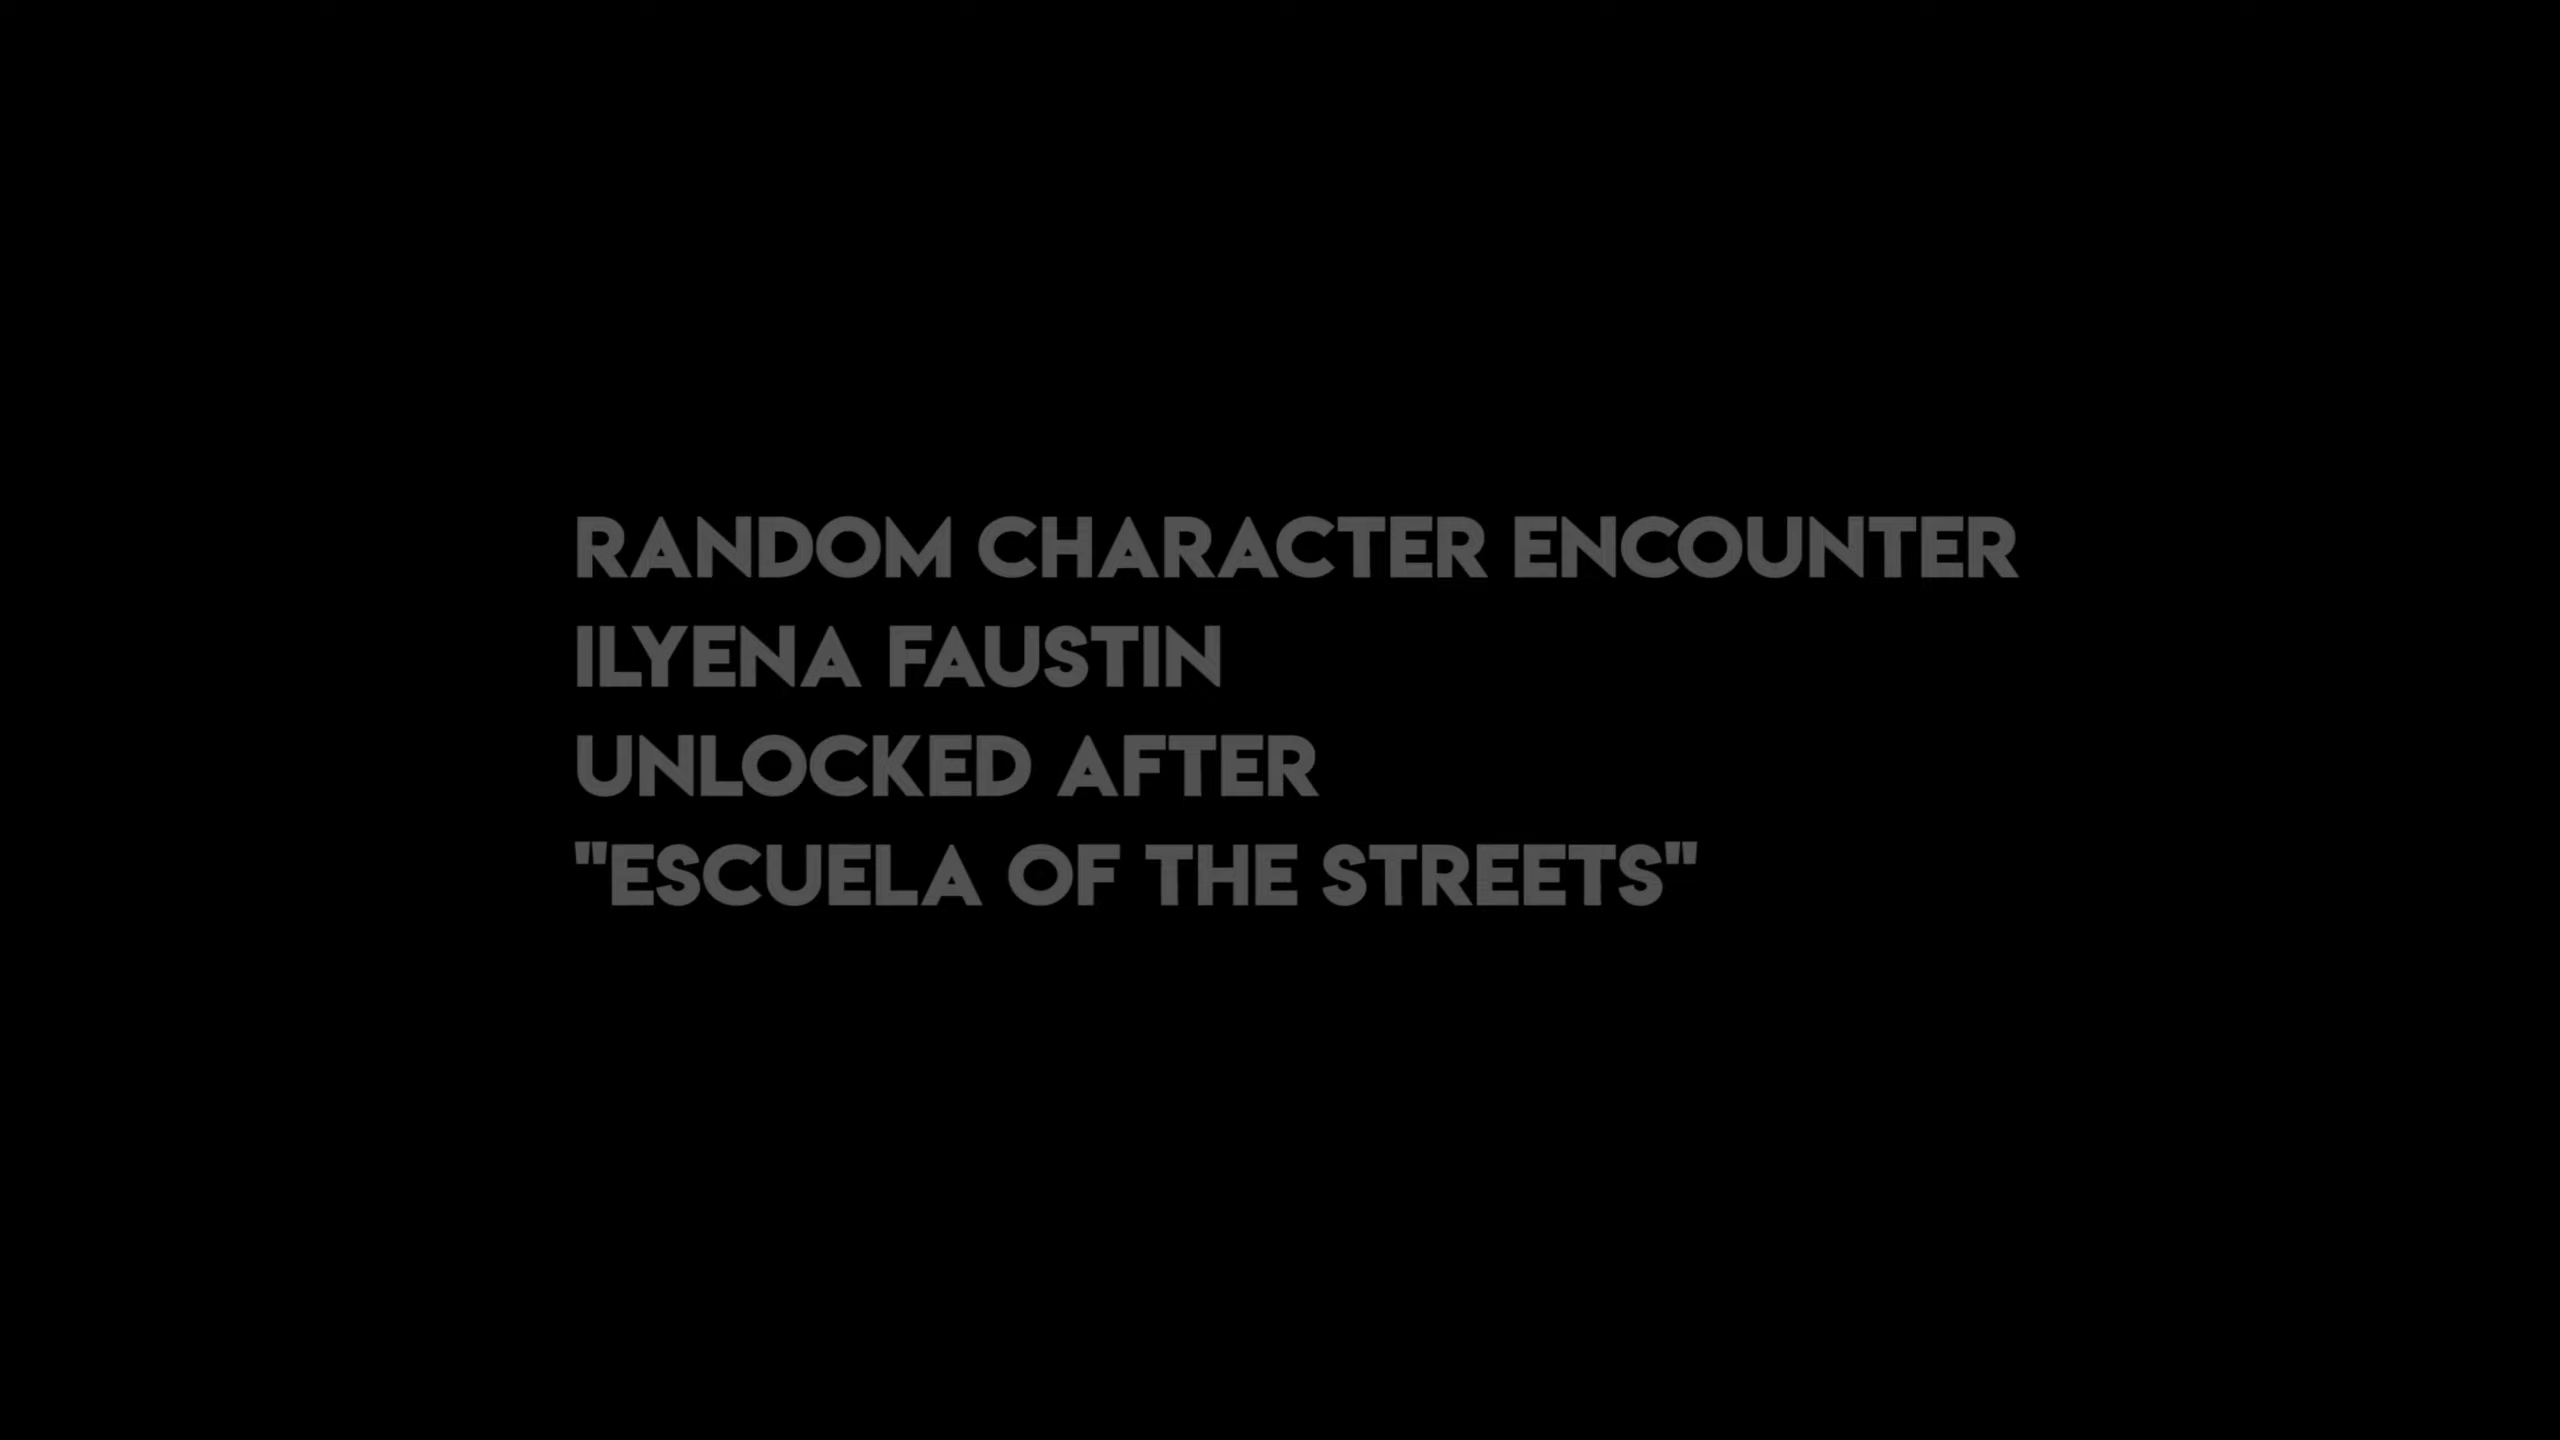 RANDOM CHARACTER ENCOUNTER
ILYENA FAUSTIN
UNLOCKED AFTER
"ESCUELA OF THE STREETS"